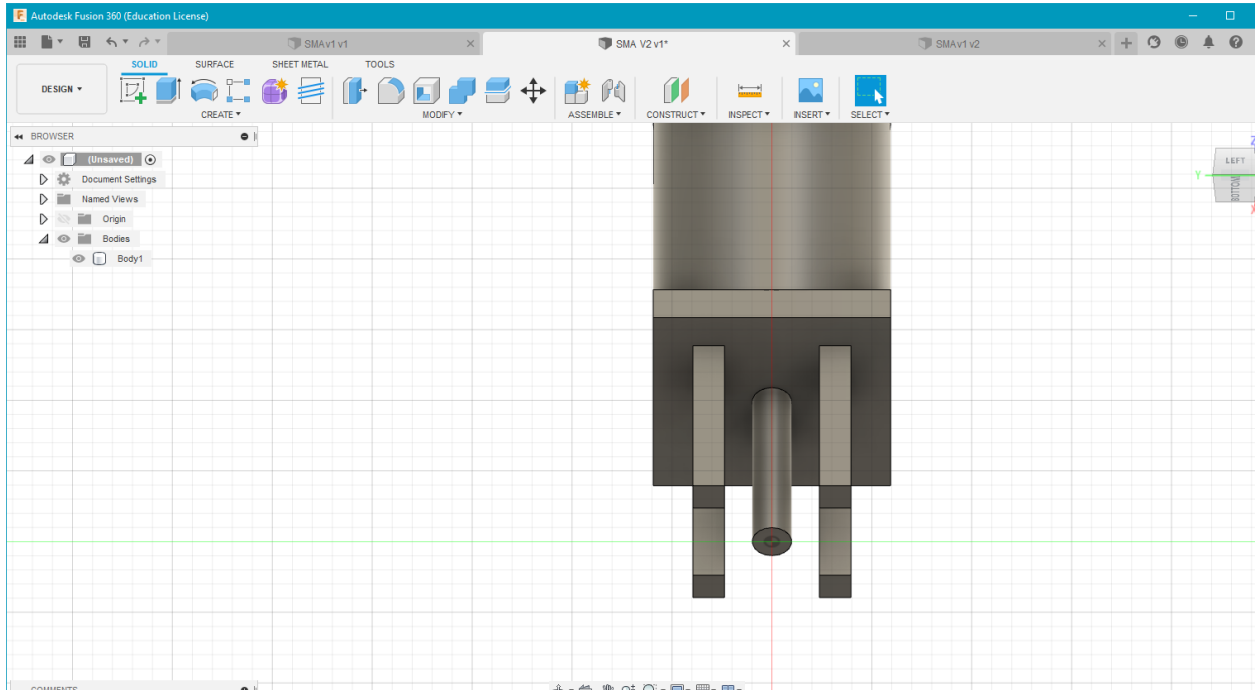 Autodesk Fusion 360 (Education License)
SMAv1 v1
SMA V2 v1*
SMAv1 v2
SOLID SURFACE SHEET METAL TOOLS
DESIGN
CREATE MODIFY ASSEMBLE CONSTRUCT INSPECT INSERT SELECT
BROWSER
(Unsaved)
Document Settings
Named Views
Origin
Bodies
Body1
Z
LEFT
Y
BOTTOM
X
COMMENTS